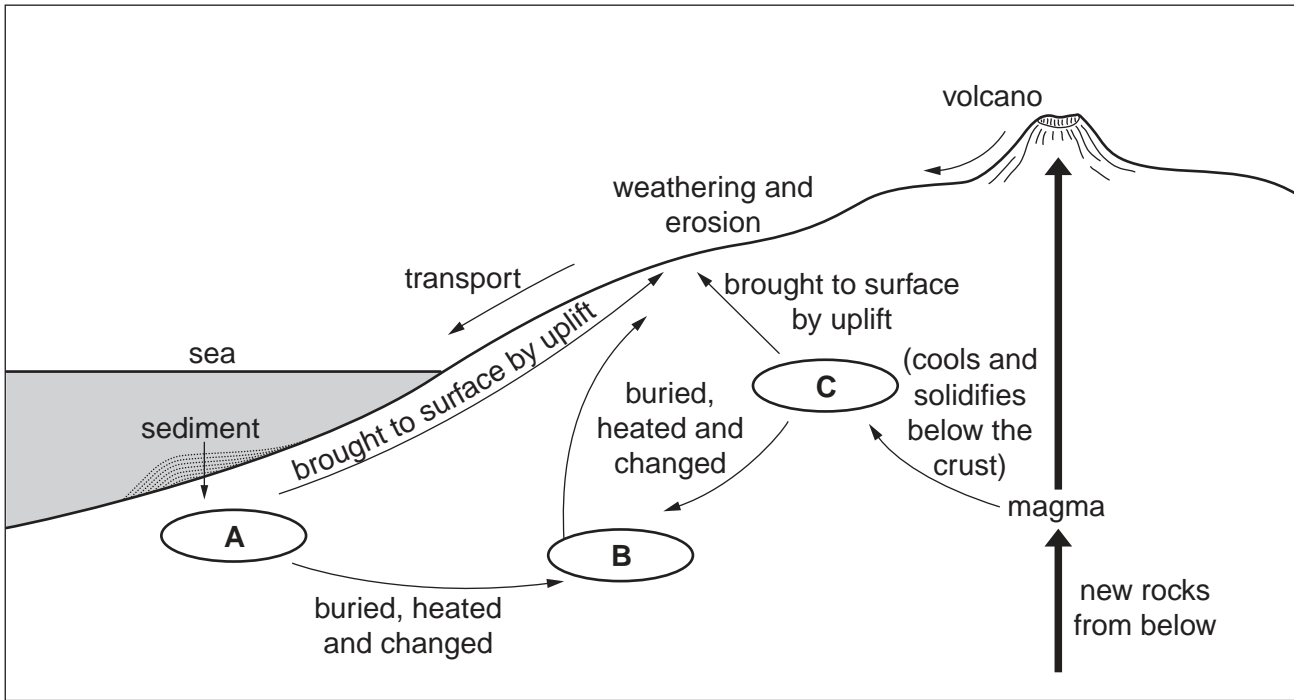 volcano
weathering and
erosion
transport
brought to surface
by uplift
sea
brought to surface by uplift
(cools and
solidifies
below the
crust)
C
buried,
heated and
changed
sediment
magma
A
B
buried, heated
and changed
new rocks
from below